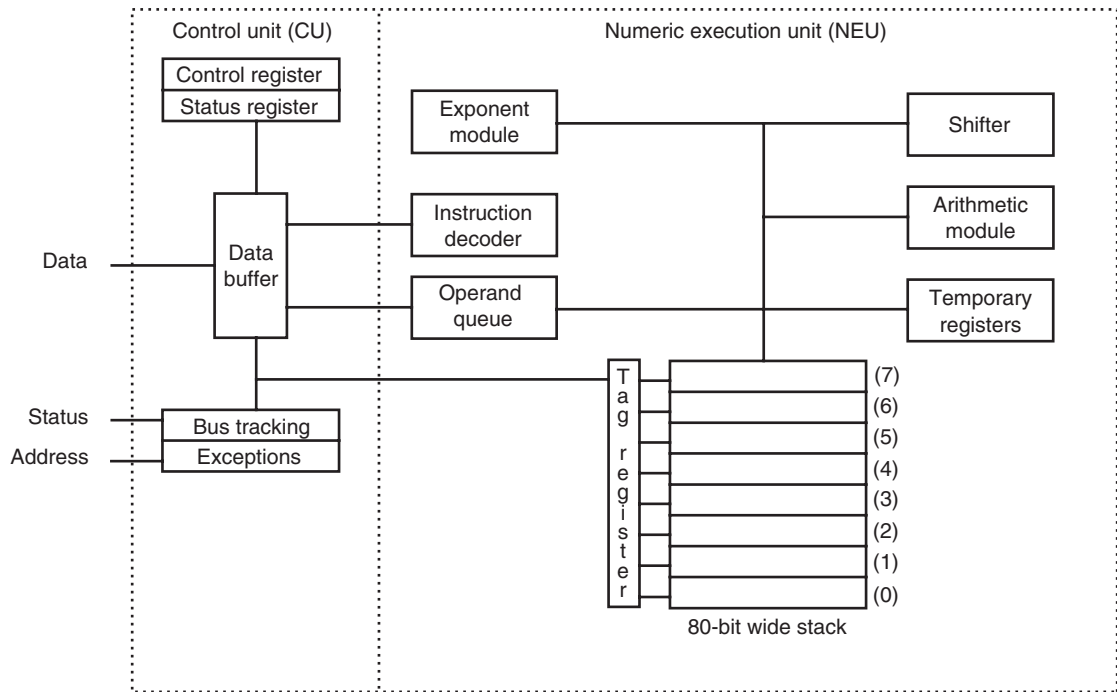 Control unit (CU)
Numeric execution unit (NEU)
Control register
Status register
Exponent
module
Shifter
Data
buffer
Instruction
decoder
Arithmetic
module
Data
Operand
queue
Temporary
registers
Status
Address
Bus tracking
Exceptions
Tag register
(7)
(6)
(5)
(4)
(3)
(2)
(1)
(0)
80-bit wide stack